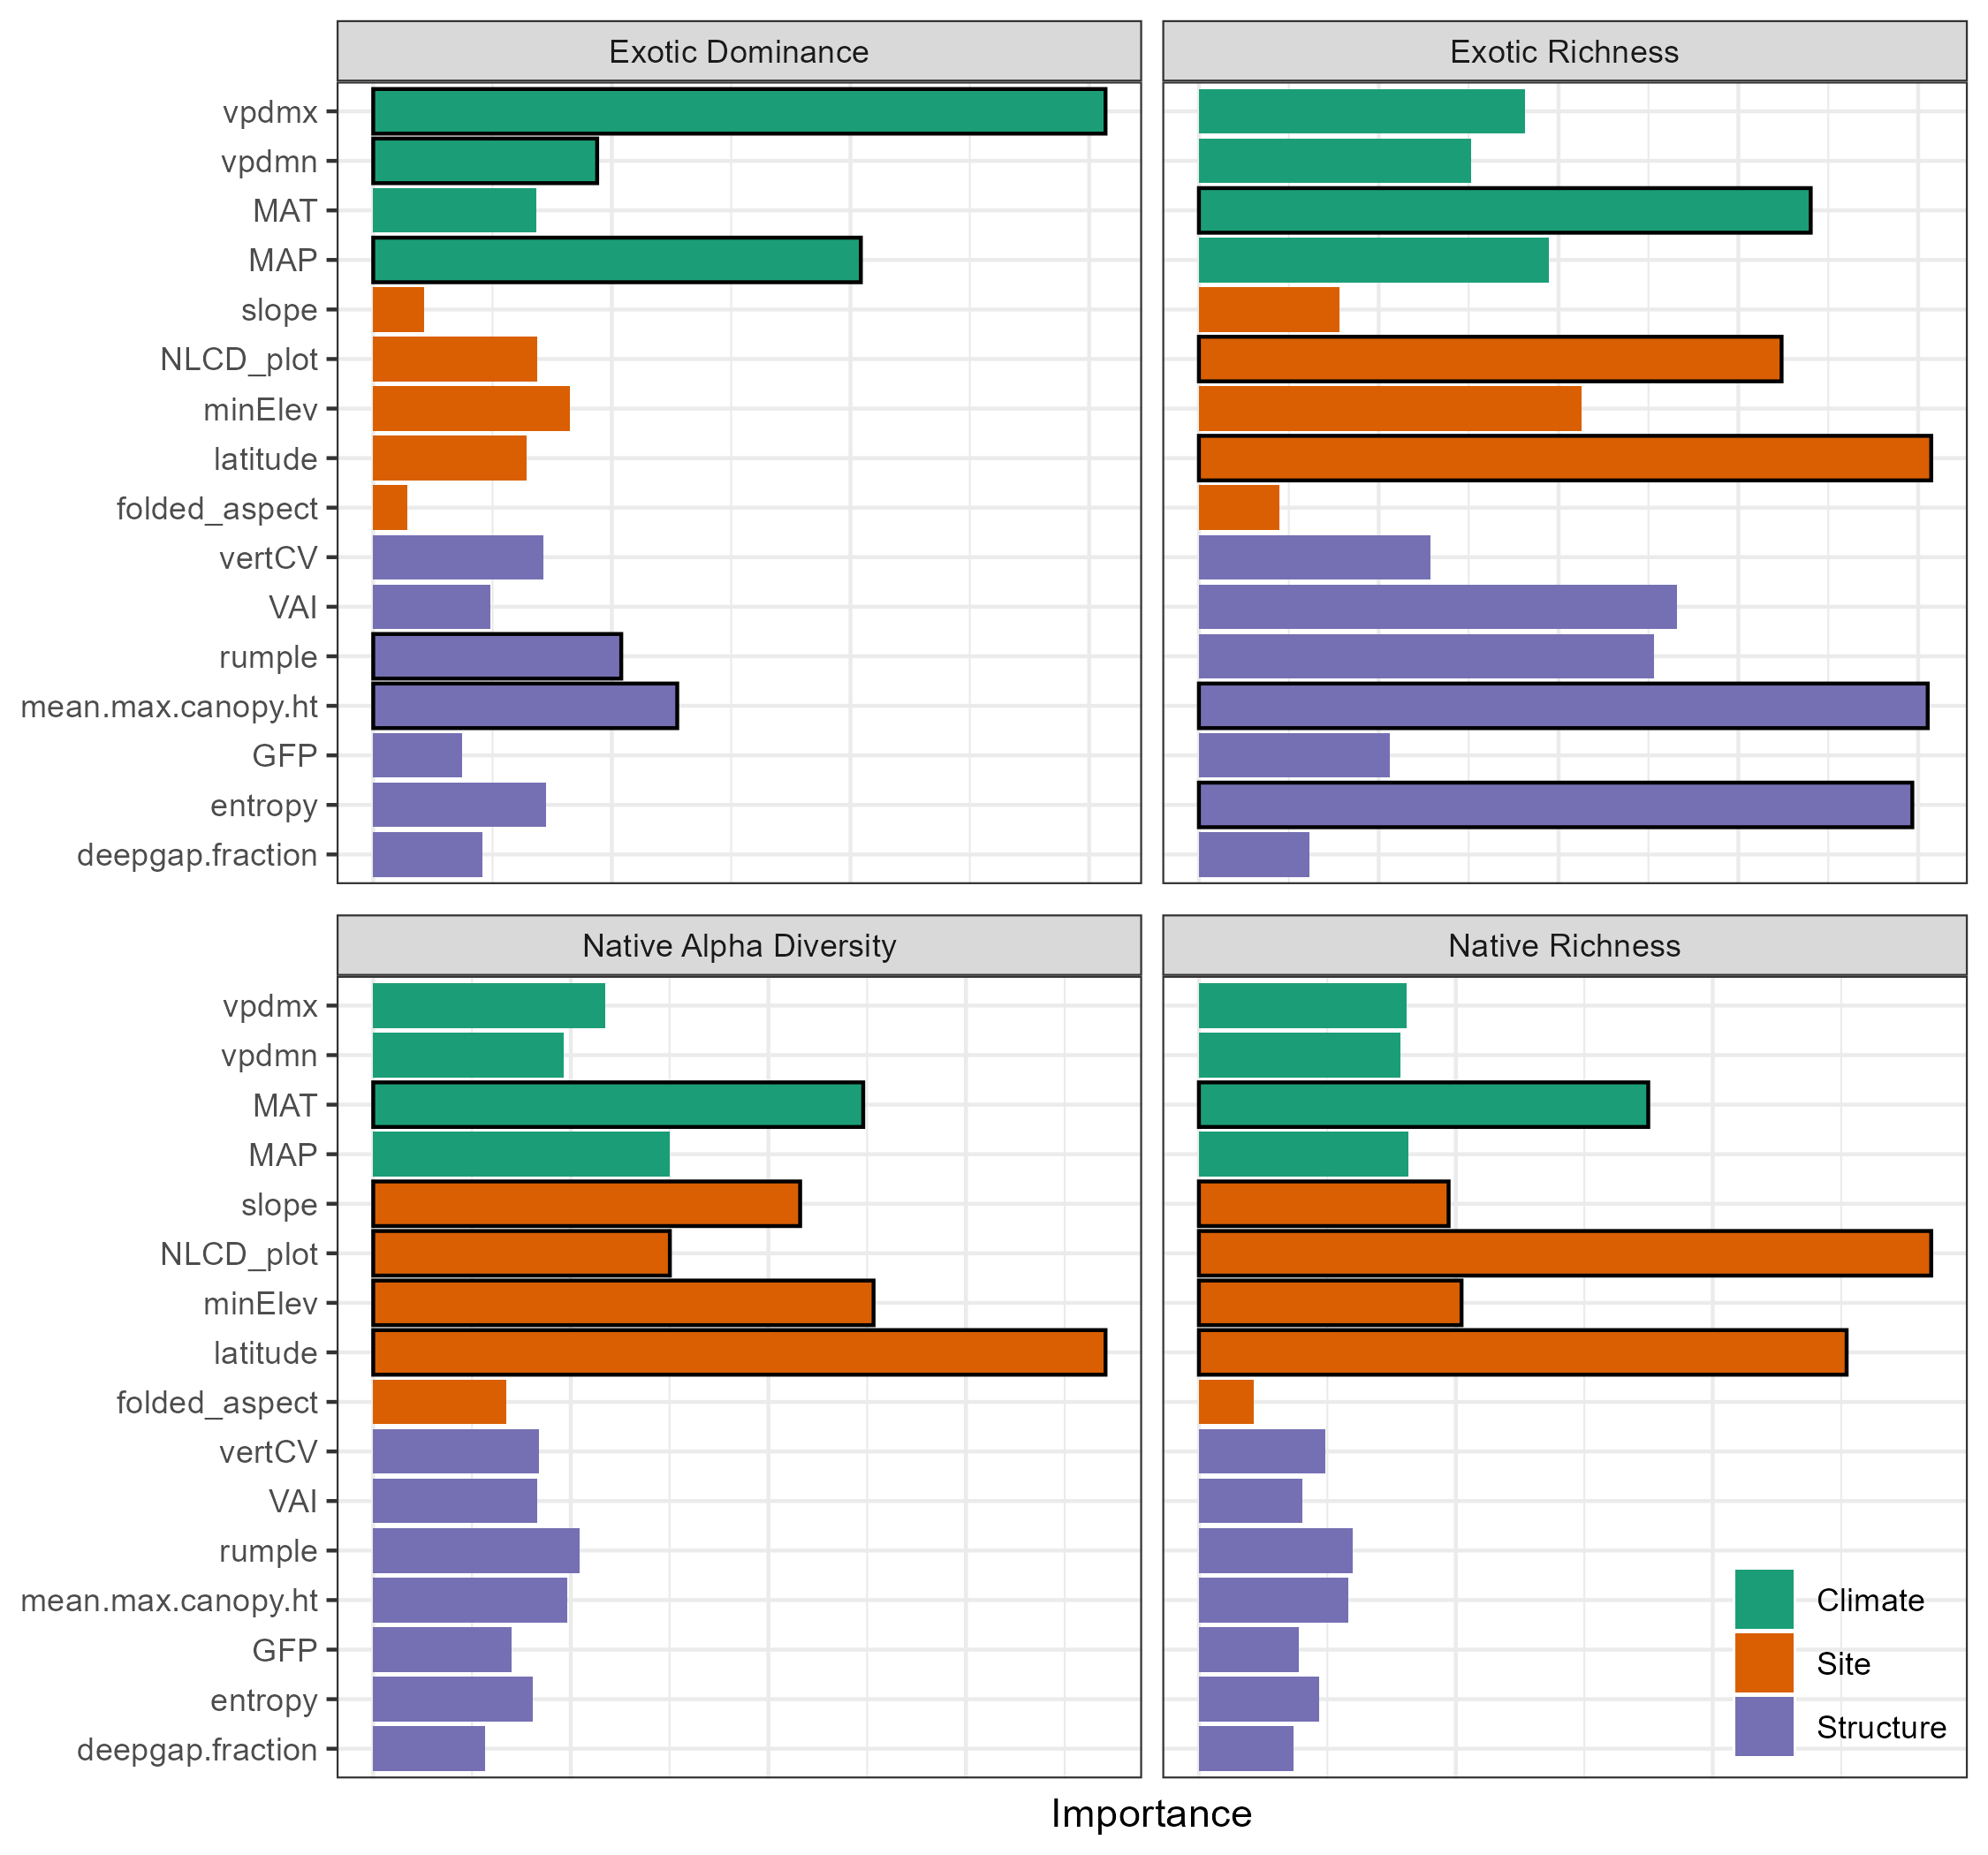 Exotic Dominance
Exotic Richness
vpdmx
vpdmn
MAT
MAP
slope
NLCD_plot
minElev
latitude
folded_aspect
vertCV
VAI
rumple
mean.max.canopy.ht
GFP
entropy
deepgap.fraction
Native Alpha Diversity
Native Richness
vpdmx
vpdmn
MAT
MAP
slope
NLCD_plot
minElev
latitude
folded_aspect
vertCV
VAI
rumple
mean.max.canopy.ht
GFP
entropy
deepgap.fraction
Climate
Site
Structure
Importance